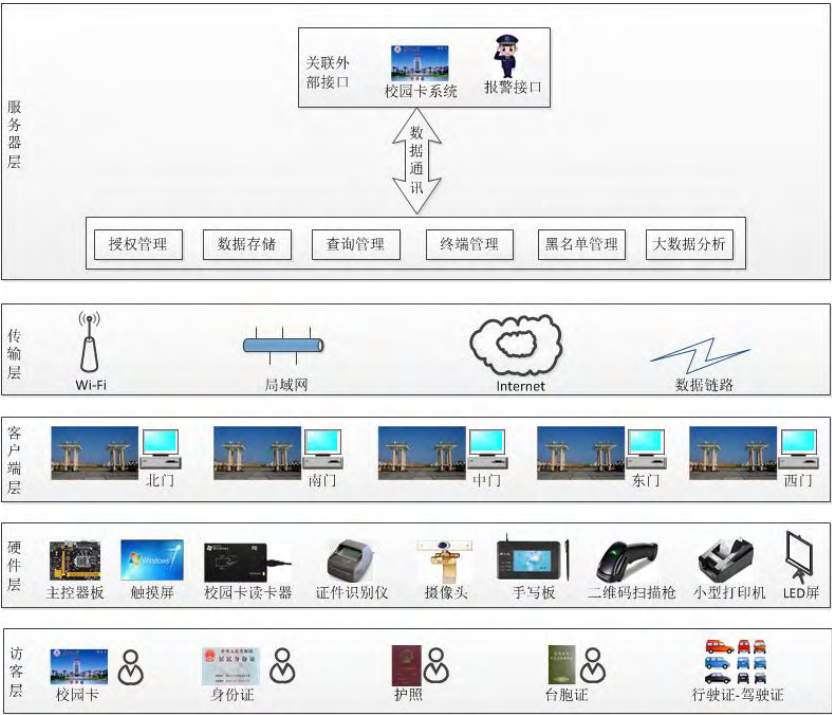 服务器层
关联外
部接口
校园卡系统
报警接口
数据通讯
授权管理
数据存储
查询管理
终端管理
黑名单管理
大数据分析
传输层
Wi-Fi
局域网
Internet
数据链路
客户端层
北门
南门
中门
东门
西门
硬件层
Windows 7
主控器板
触摸屏
校园卡读卡器
证件识别仪
摄像头
手写板
二维码扫描枪
小型打印机
LED屏
访客层
居民身份证
校园卡
身份证
护照
台胞证
行驶证-驾驶证